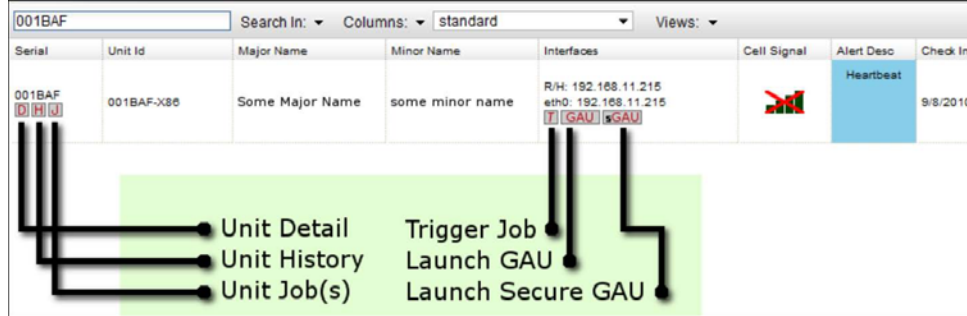 001BAF Search In: Columns: standard Views:
Serial Unit Id Major Name Minor Name Interfaces Cell Signal Alert Desc Check In
001BAF 001BAF-X86 Some Major Name some minor name R/H: 192.168.11.215 Heartbeat 9/8/2010
eth0: 192.168.11.215
D H J T GAU sGAU
Unit Detail Trigger Job
Unit History Launch GAU
Unit Job(s) Launch Secure GAU